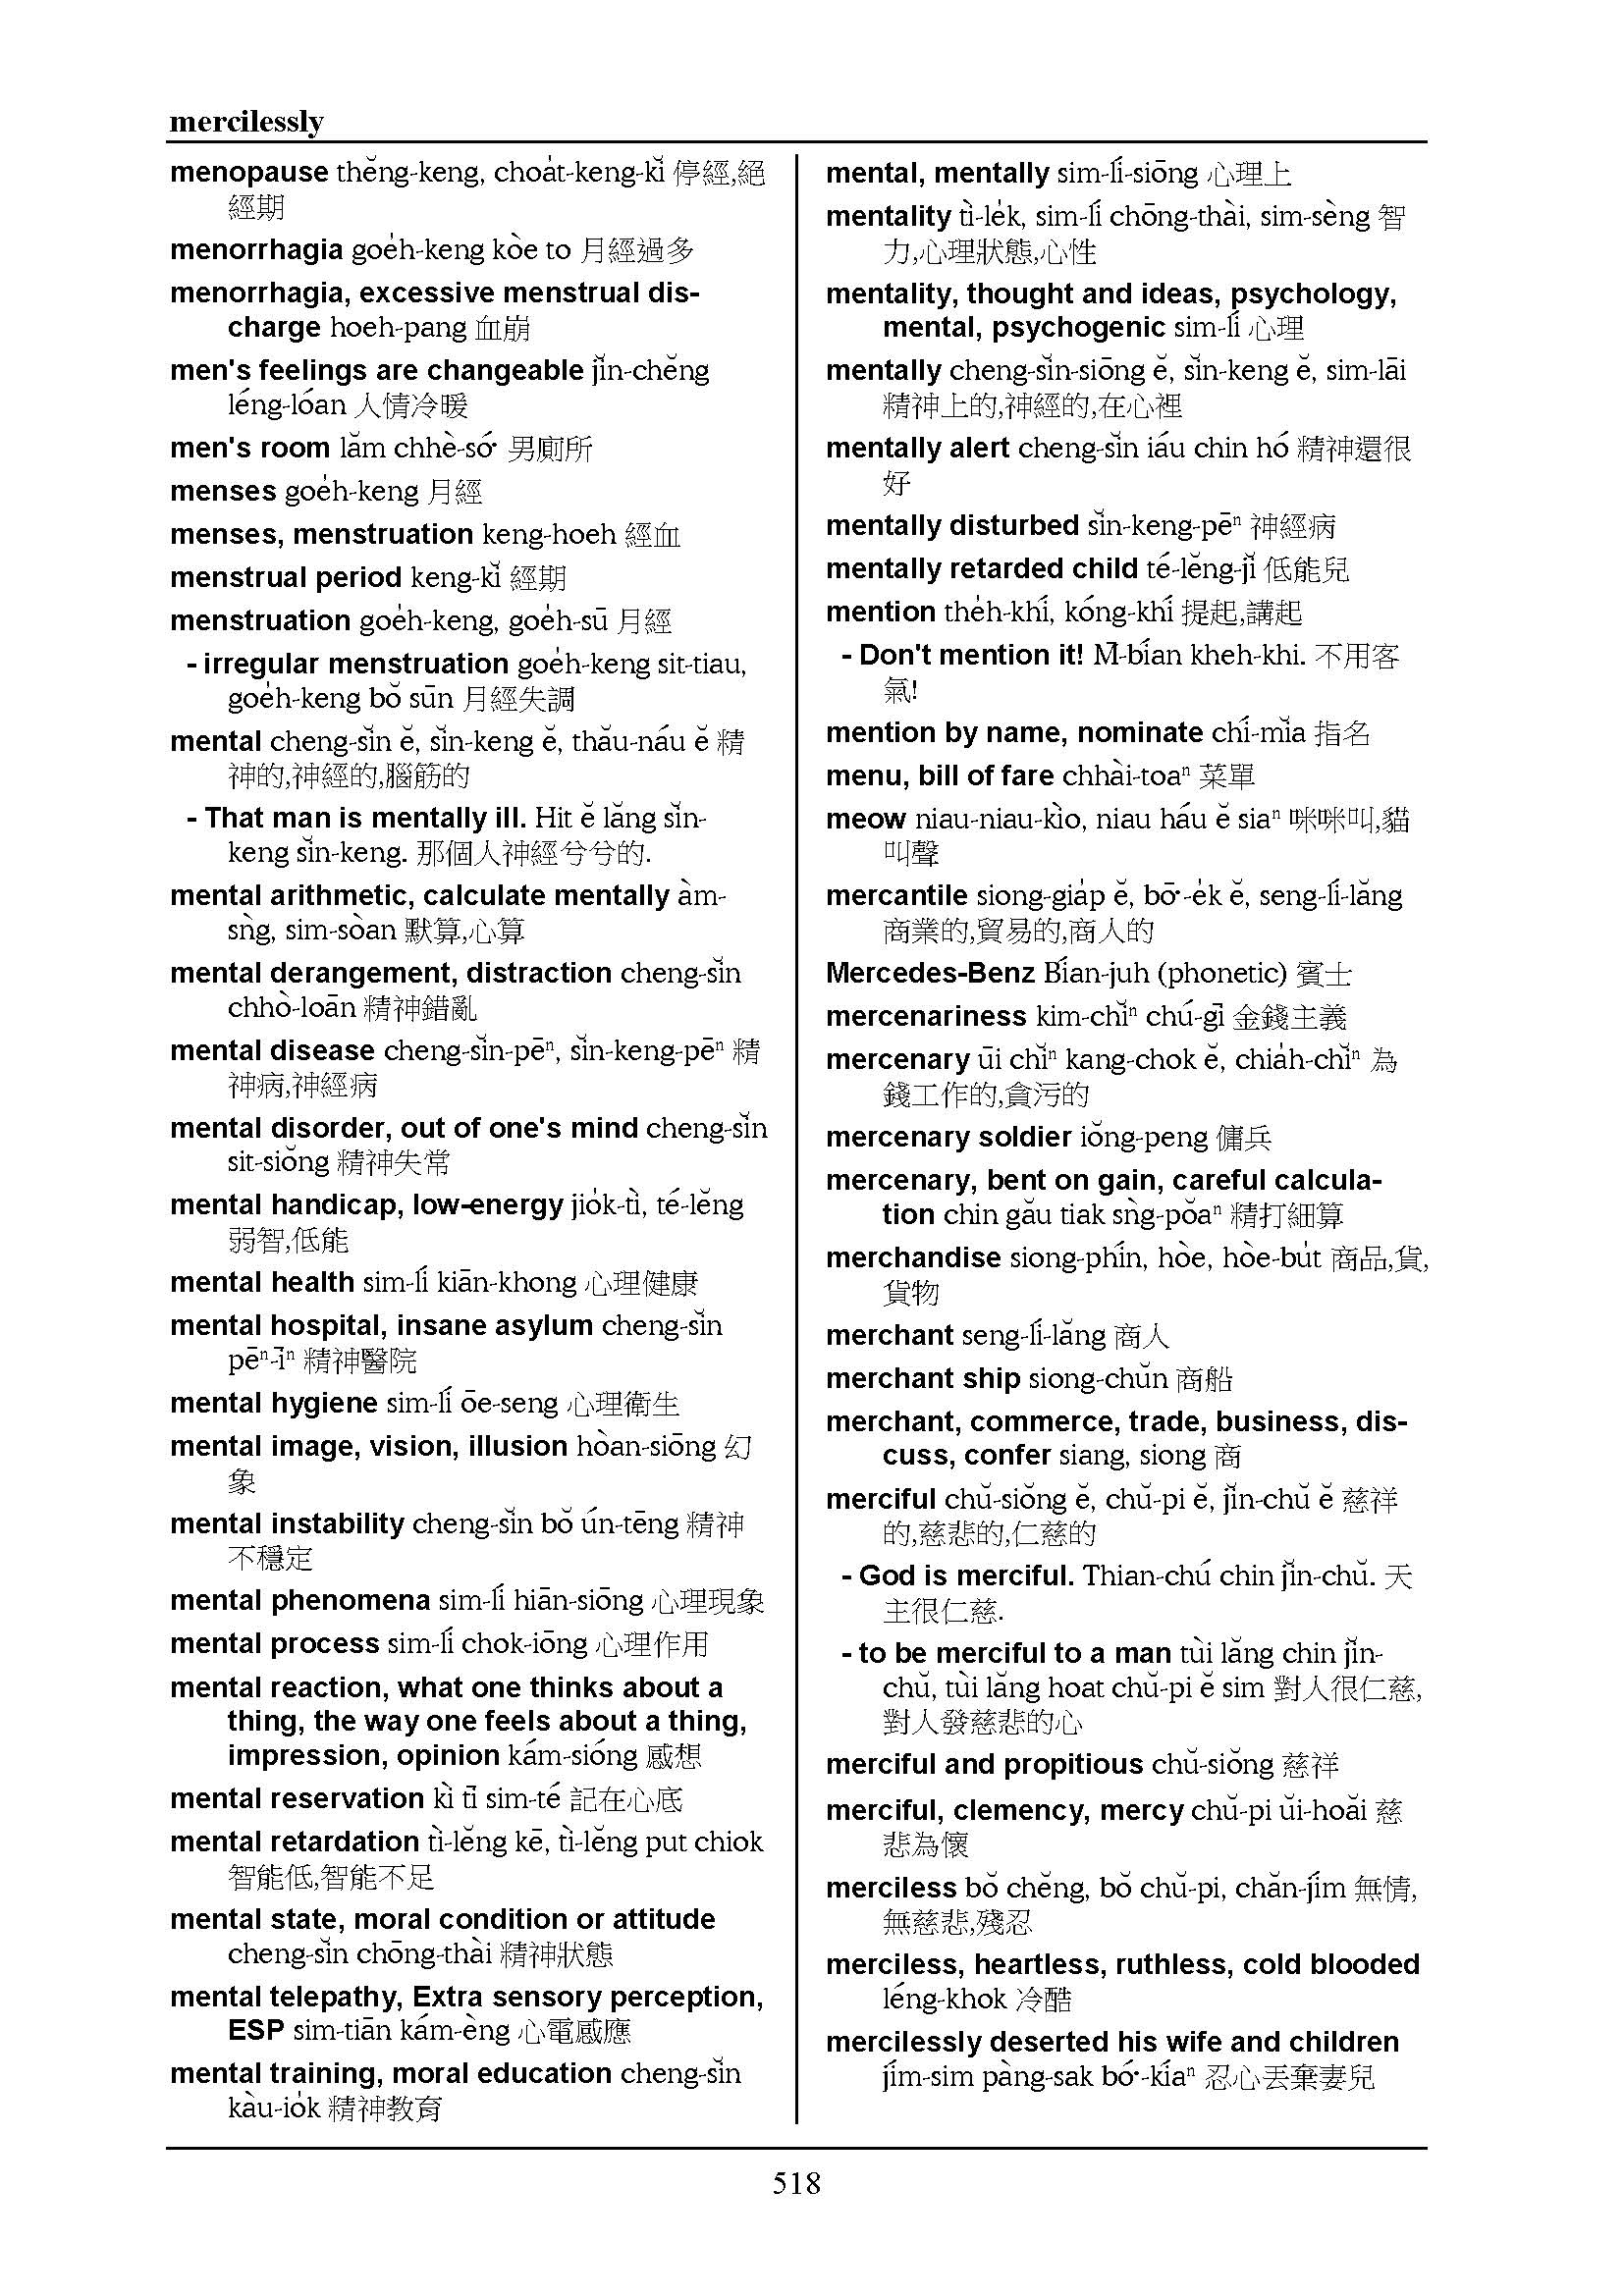 mercilessly
menopause thĕng-keng, choa̍t-keng-kĭ 停經,絕
經期
menorrhagia goe̍h-keng kòe to 月經過多
menorrhagia, excessive menstrual dis-
charge hoeh-pang 血崩
men's feelings are changeable jĭn-chĕng
léng-lóan 人情冷暖
men's room lăm chhè-só͘ 男廁所
menses goe̍h-keng 月經
menses, menstruation keng-hoeh 經血
menstrual period keng-kĭ 經期
menstruation goe̍h-keng, goe̍h-sū 月經
- irregular menstruation goe̍h-keng sit-tiau,
goe̍h-keng bŏ sūn 月經失調
mental cheng-sĭn ĕ, sĭn-keng ĕ, thău-náu ĕ 精
神的,神經的,腦筋的
- That man is mentally ill. Hit ĕ lăng sĭn-
keng sĭn-keng. 那個人神經兮兮的.
mental arithmetic, calculate mentally àm-
sǹg, sim-sòan 默算,心算
mental derangement, distraction cheng-sĭn
chhò-loān 精神錯亂
mental disease cheng-sĭn-pēⁿ, sĭn-keng-pēⁿ 精
神病,神經病
mental disorder, out of one's mind cheng-sĭn
sit-siŏng 精神失常
mental handicap, low-energy jio̍k-tì, té-lĕng
弱智,低能
mental health sim-lí kiān-khong 心理健康
mental hospital, insane asylum cheng-sĭn
pēⁿ-īⁿ 精神醫院
mental hygiene sim-lí ōe-seng 心理衛生
mental image, vision, illusion hòan-siōng 幻
象
mental instability cheng-sĭn bŏ ún-tēng 精神
不穩定
mental phenomena sim-lí hiān-siōng 心理現象
mental process sim-lí chok-iōng 心理作用
mental reaction, what one thinks about a
thing, the way one feels about a thing,
impression, opinion kám-sióng 感想
mental reservation kì tī sim-té 記在心底
mental retardation tì-lĕng kē, tì-lĕng put chiok
智能低,智能不足
mental state, moral condition or attitude
cheng-sĭn chōng-thài 精神狀態
mental telepathy, Extra sensory perception,
ESP sim-tiān kám-èng 心電感應
mental training, moral education cheng-sĭn
kàu-io̍k 精神教育
mental, mentally sim-lí-siōng 心理上
mentality tì-le̍k, sim-lí chōng-thài, sim-sèng 智
力,心理狀態,心性
mentality, thought and ideas, psychology,
mental, psychogenic sim-lí 心理
mentally cheng-sĭn-siōng ĕ, sĭn-keng ĕ, sim-lāi
精神上的,神經的,在心裡
mentally alert cheng-sĭn iáu chin hó 精神還很
好
mentally disturbed sĭn-keng-pēⁿ 神經病
mentally retarded child té-lĕng-jĭ 低能兒
mention the̍h-khí, kóng-khí 提起,講起
- Don't mention it! M̄-bían kheh-khi. 不用客
氣!
mention by name, nominate chí-mĭa 指名
menu, bill of fare chhài-toaⁿ 菜單
meow niau-niau-kìo, niau háu ĕ siaⁿ 咪咪叫,貓
叫聲
mercantile siong-gia̍p ĕ, bō͘-e̍k ĕ, seng-lí-lăng
商業的,貿易的,商人的
Mercedes-Benz Bían-juh (phonetic) 賓士
mercenariness kim-chĭⁿ chú-gī 金錢主義
mercenary ūi chĭⁿ kang-chok ĕ, chia̍h-chĭⁿ 為
錢工作的,貪污的
mercenary soldier iŏng-peng 傭兵
mercenary, bent on gain, careful calcula-
tion chin gău tiak sǹg-pŏaⁿ 精打細算
merchandise siong-phín, hòe, hòe-bu̍t 商品,貨,
貨物
merchant seng-lí-lăng 商人
merchant ship siong-chŭn 商船
merchant, commerce, trade, business, dis-
cuss, confer siang, siong 商
merciful chŭ-siŏng ĕ, chŭ-pi ĕ, jĭn-chŭ ĕ 慈祥
的,慈悲的,仁慈的
- God is merciful. Thian-chú chin jĭn-chŭ. 天
主很仁慈.
- to be merciful to a man tùi lăng chin jĭn-
chŭ, tùi lăng hoat chŭ-pi ĕ sim 對人很仁慈,
對人發慈悲的心
merciful and propitious chŭ-siŏng 慈祥
merciful, clemency, mercy chŭ-pi ŭi-hoăi 慈
悲為懷
merciless bŏ chĕng, bŏ chŭ-pi, chăn-jím 無情,
無慈悲,殘忍
merciless, heartless, ruthless, cold blooded
léng-khok 冷酷
mercilessly deserted his wife and children
jím-sim pàng-sak bó͘-kíaⁿ 忍心丟棄妻兒
518